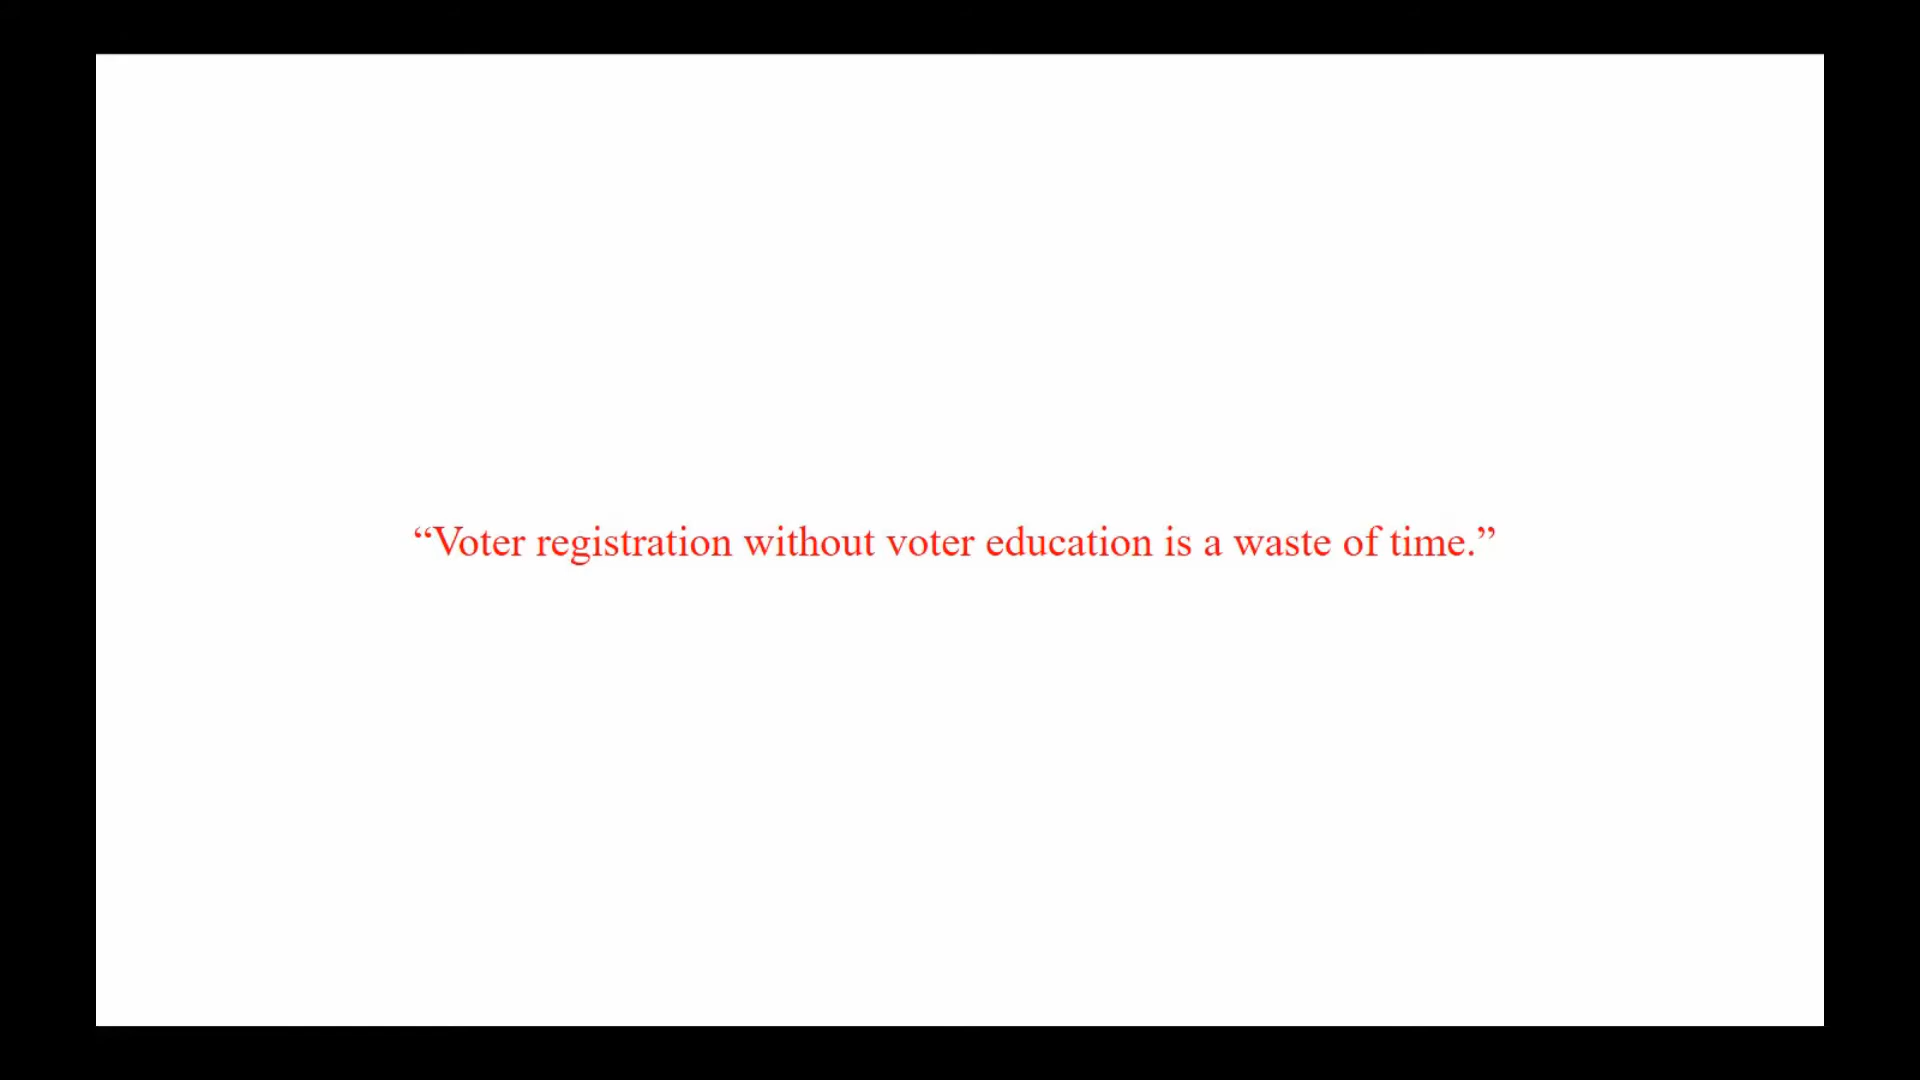 “Voter registration without voter education is a waste of time.”